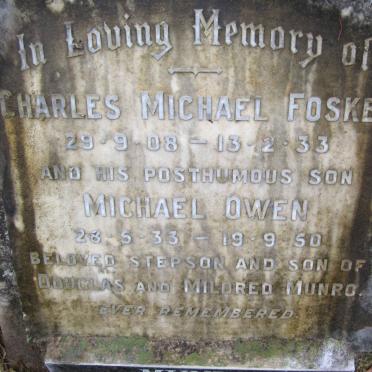 In Loving Memory of
CHARLES MICHAEL FOSKE
29·9·08 – 13·2·33
AND HIS POSTHUMOUS SON
MICHAEL OWEN
28·5·33 – 19·9·50
BELOVED STEPSON AND SON OF
DOUGLAS AND MILDRED MUNRO.
EVER REMEMBERED.